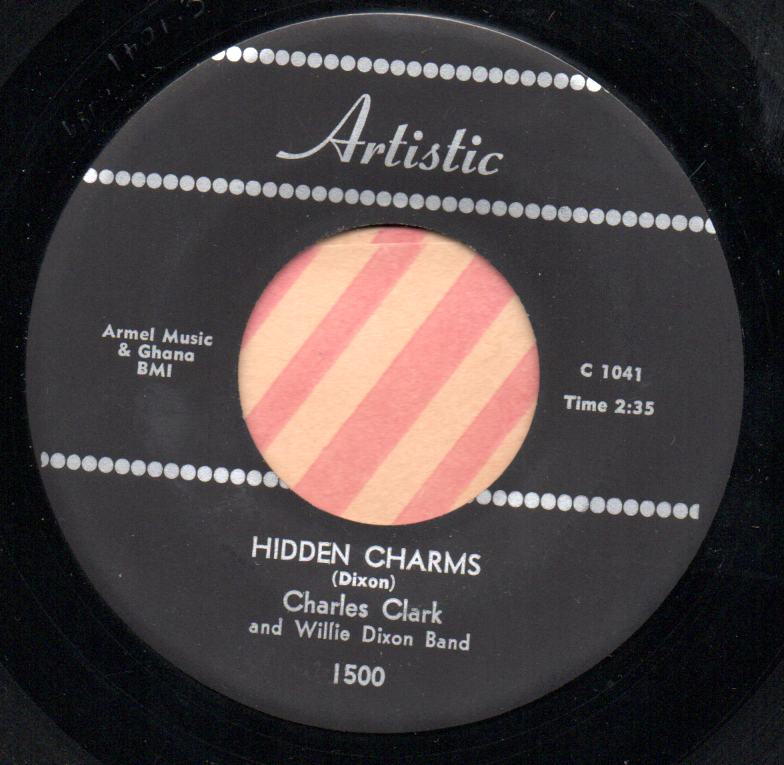 Artistic
Armel Music
& Ghana
BMI
C 1041
Time 2:35
HIDDEN CHARMS
(Dixon)
Charles Clark
and Willie Dixon Band
1500